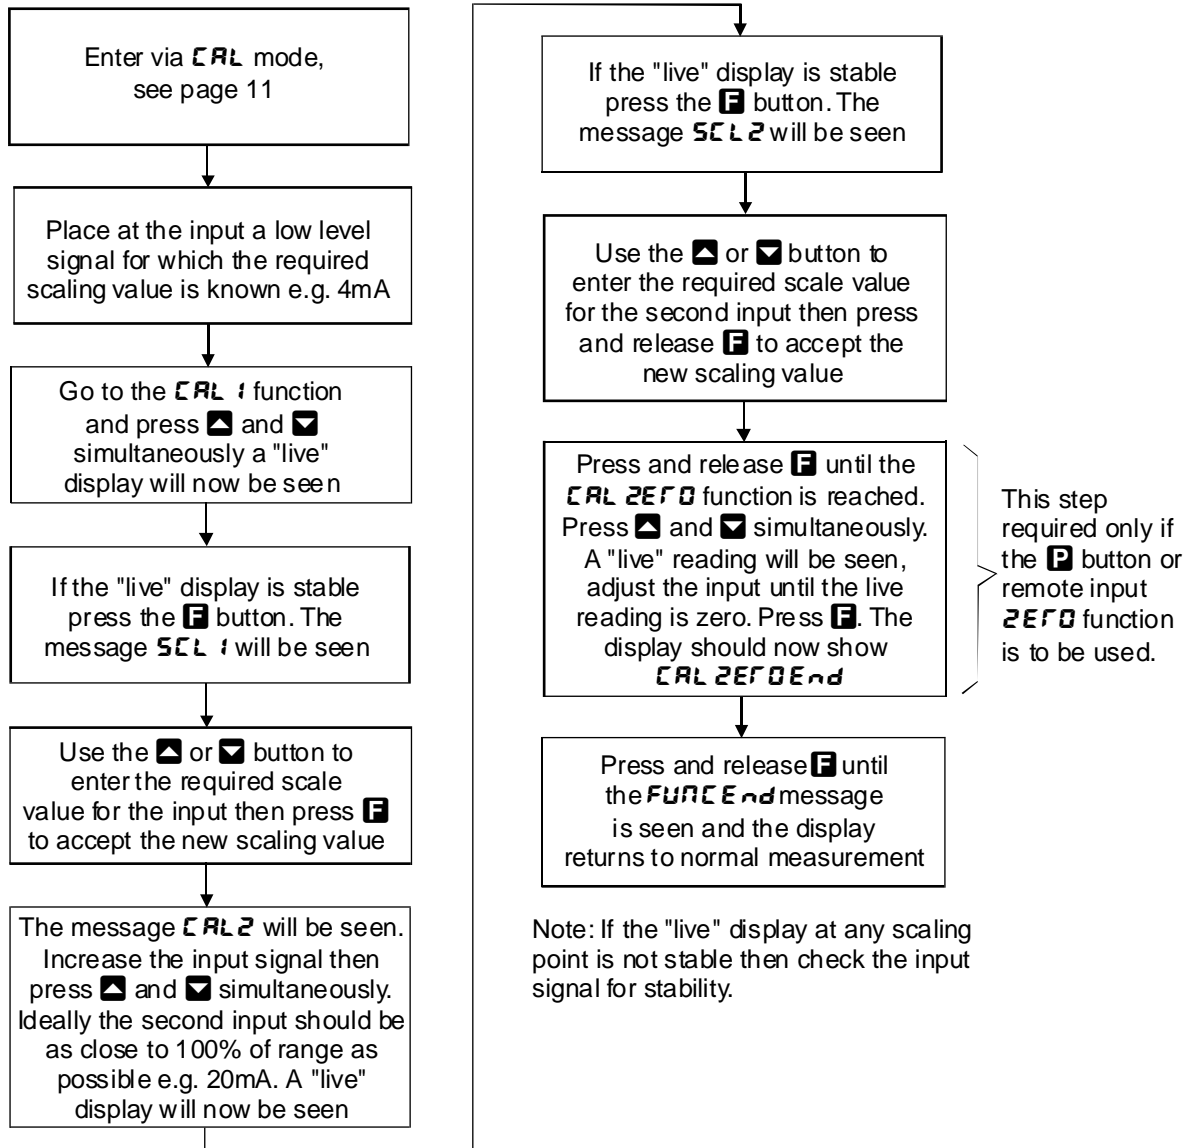 Enter via CAL mode,
see page 11
Place at the input a low level
signal for which the required
scaling value is known e.g. 4mA
Go to the CAL 1 function
and press ▲ and ▼
simultaneously a "live"
display will now be seen
If the "live" display is stable
press the F button. The
message SCL 1 will be seen
Use the ▲ or ▼ button to
enter the required scale
value for the input then press F
to accept the new scaling value
The message CAL2 will be seen.
Increase the input signal then
press ▲ and ▼ simultaneously.
Ideally the second input should be
as close to 100% of range as
possible e.g. 20mA. A "live"
display will now be seen
If the "live" display is stable
press the F button. The
message SCL2 will be seen
Use the ▲ or ▼ button to
enter the required scale value
for the second input then press
and release F to accept the
new scaling value
Press and release F until the
CAL ZEro function is reached.
Press ▲ and ▼ simultaneously.
A "live" reading will be seen,
adjust the input until the live
reading is zero. Press F. The
display should now show
CAL ZEro End
This step
required only if
the P button or
remote input
ZEro function
is to be used.
Press and release F until
the FUNC End message
is seen and the display
returns to normal measurement
Note: If the "live" display at any scaling
point is not stable then check the input
signal for stability.